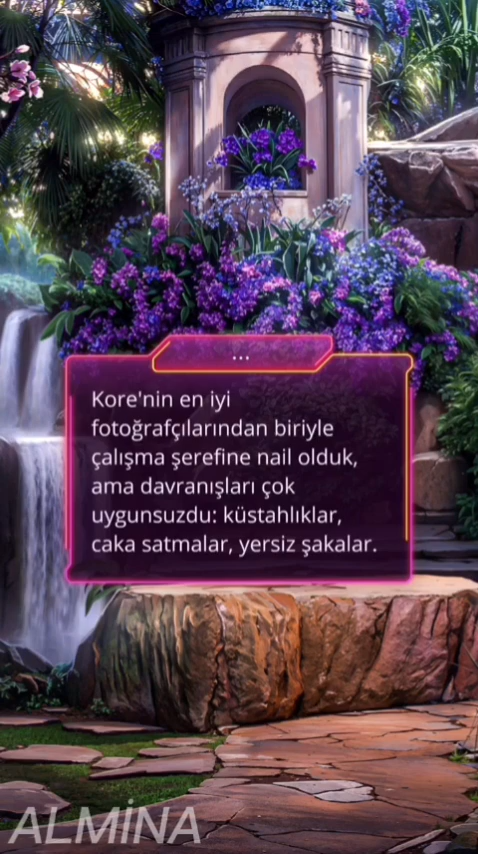 ...
Kore'nin en iyi
fotoğrafçılarından biriyle
çalışma şerefine nail olduk,
ama davranışları çok
uygunsuzdu: küstahlıklar,
caka satmalar, yersiz şakalar.
ALMİNA